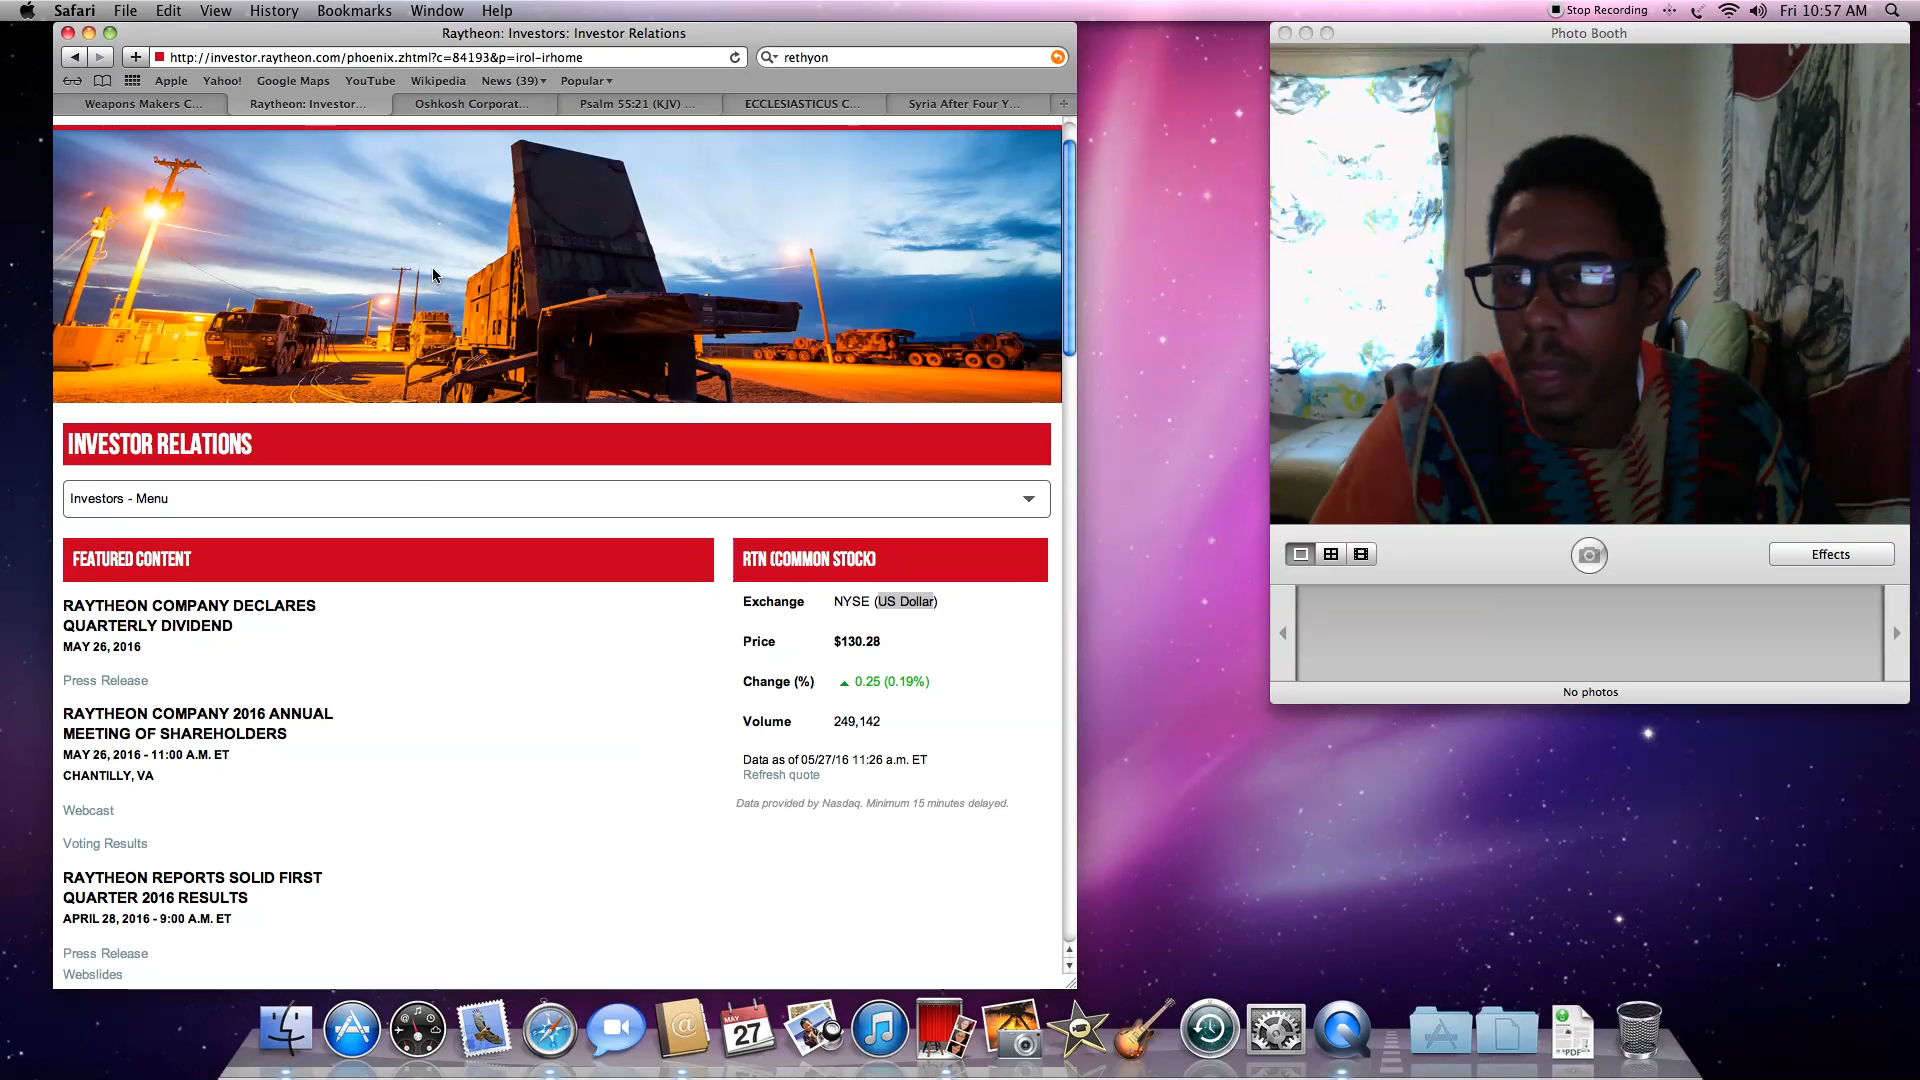 Safari File Edit View History Bookmarks Window Help
Stop Recording Fri 10:57 AM
Raytheon: Investors: Investor Relations
http://investor.raytheon.com/phoenix.zhtml?c=84193&p=irol-irhome
rethyon
Apple Yahoo! Google Maps YouTube Wikipedia News (39) Popular
Weapons Makers C... Raytheon: Investor... Oshkosh Corporat... Psalm 55:21 (KJV) ... ECCLESIASTICUS C... Syria After Four Y...
INVESTOR RELATIONS
Investors - Menu
FEATURED CONTENT
RAYTHEON COMPANY DECLARES
QUARTERLY DIVIDEND
MAY 26, 2016
Press Release
RAYTHEON COMPANY 2016 ANNUAL
MEETING OF SHAREHOLDERS
MAY 26, 2016 - 11:00 A.M. ET
CHANTILLY, VA
Webcast
Voting Results
RAYTHEON REPORTS SOLID FIRST
QUARTER 2016 RESULTS
APRIL 28, 2016 - 9:00 A.M. ET
Press Release
Webslides
RTN (COMMON STOCK)
Exchange NYSE (US Dollar)
Price $130.28
Change (%) 0.25 (0.19%)
Volume 249,142
Data as of 05/27/16 11:26 a.m. ET
Refresh quote
Data provided by Nasdaq. Minimum 15 minutes delayed.
Photo Booth
Effects
No photos
MAY
27
PDF